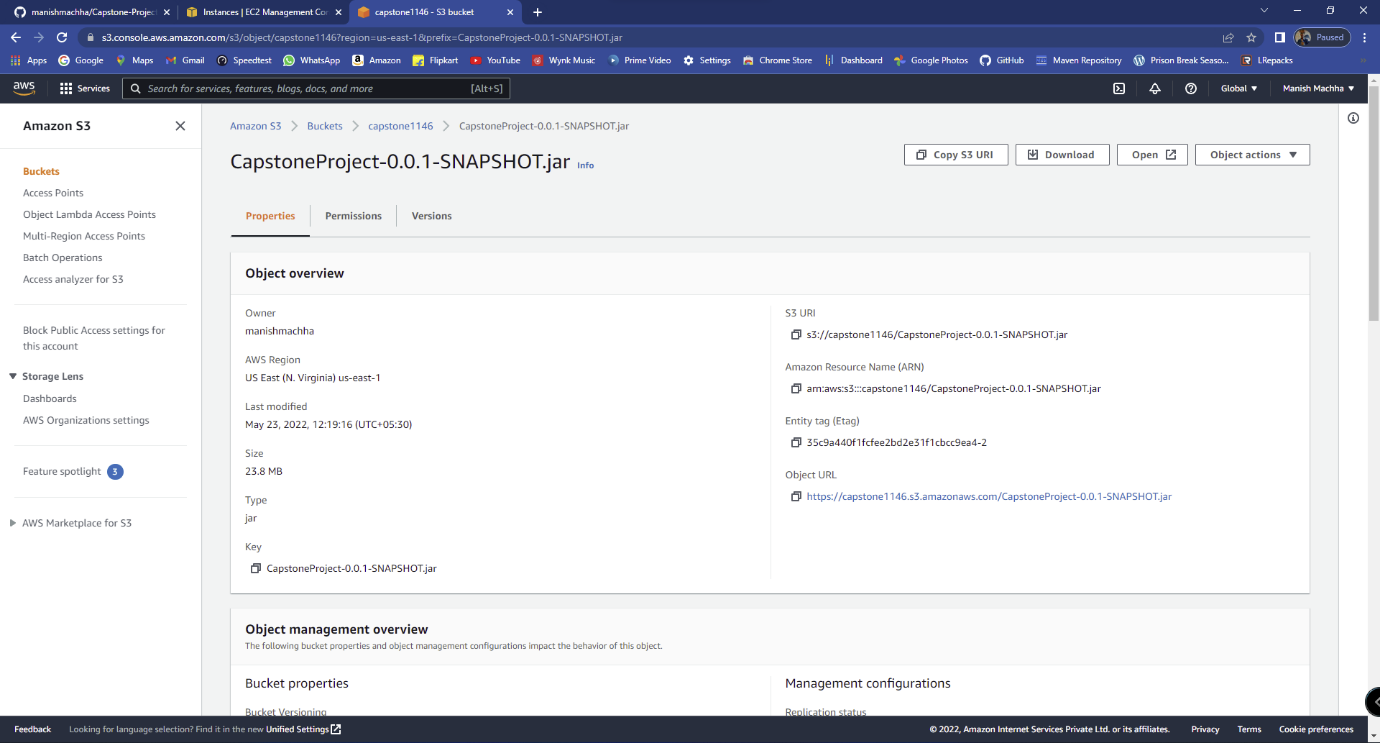 manishmachha/Capstone-Projec
Instances | EC2 Management Con
capstone1146 - S3 bucket
s3.console.aws.amazon.com/s3/object/capstone1146?region=us-east-1&prefix=CapstoneProject-0.0.1-SNAPSHOT.jar
Paused
Apps Google Maps Gmail Speedtest WhatsApp Amazon Flipkart YouTube Wynk Music Prime Video Settings Chrome Store Dashboard Google Photos GitHub Maven Repository Prison Break Seaso... LRepacks
aws Services Search for services, features, blogs, docs, and more [Alt+S] Global Manish Machha
Amazon S3
Buckets
Access Points
Object Lambda Access Points
Multi-Region Access Points
Batch Operations
Access analyzer for S3
Block Public Access settings for
this account
Storage Lens
Dashboards
AWS Organizations settings
Feature spotlight 3
AWS Marketplace for S3
Amazon S3 > Buckets > capstone1146 > CapstoneProject-0.0.1-SNAPSHOT.jar
CapstoneProject-0.0.1-SNAPSHOT.jar Info
Copy S3 URI Download Open Object actions
Properties Permissions Versions
Object overview
Owner
manishmachha
AWS Region
US East (N. Virginia) us-east-1
Last modified
May 23, 2022, 12:19:16 (UTC+05:30)
Size
23.8 MB
Type
jar
Key
CapstoneProject-0.0.1-SNAPSHOT.jar
S3 URI
s3://capstone1146/CapstoneProject-0.0.1-SNAPSHOT.jar
Amazon Resource Name (ARN)
arn:aws:s3:::capstone1146/CapstoneProject-0.0.1-SNAPSHOT.jar
Entity tag (Etag)
35c9a440f1fcfee2bd2e31f1cbcc9ea4-2
Object URL
https://capstone1146.s3.amazonaws.com/CapstoneProject-0.0.1-SNAPSHOT.jar
Object management overview
The following bucket properties and object management configurations impact the behavior of this object.
Bucket properties
Bucket Versioning
Management configurations
Replication status
Feedback Looking for language selection? Find it in the new Unified Settings © 2022, Amazon Internet Services Private Ltd. or its affiliates. Privacy Terms Cookie preferences